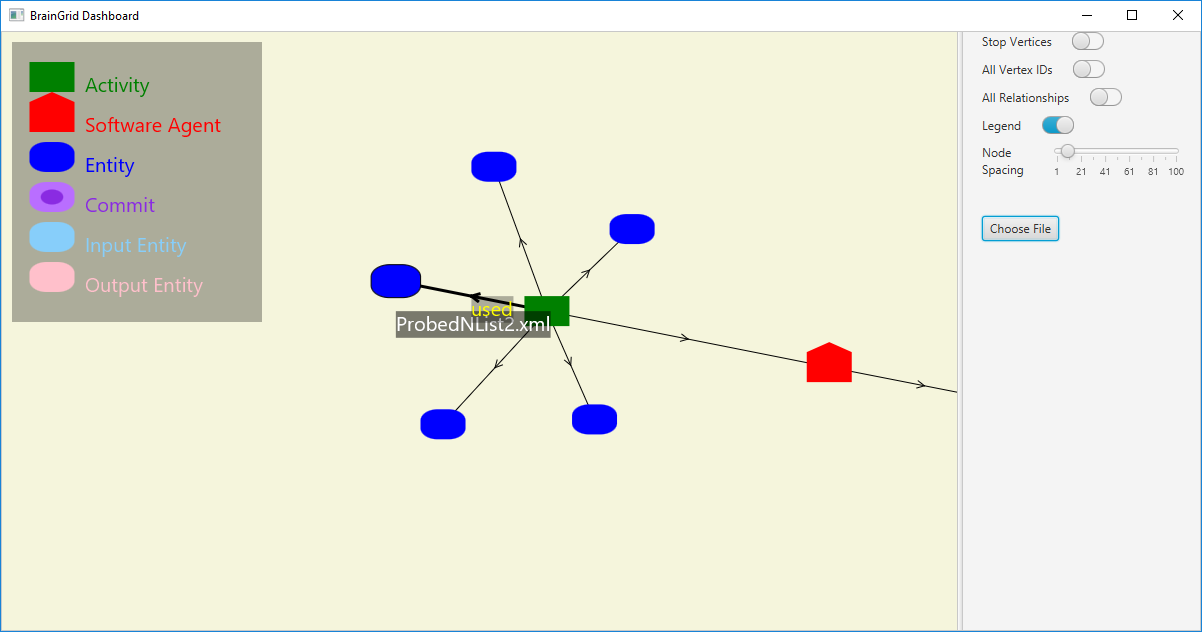 BrainGrid Dashboard
Activity
Software Agent
Entity
Commit
Input Entity
Output Entity
used
ProbedNList2.xml
Stop Vertices
All Vertex IDs
All Relationships
Legend
Node
Spacing
1 21 41 61 81 100
Choose File